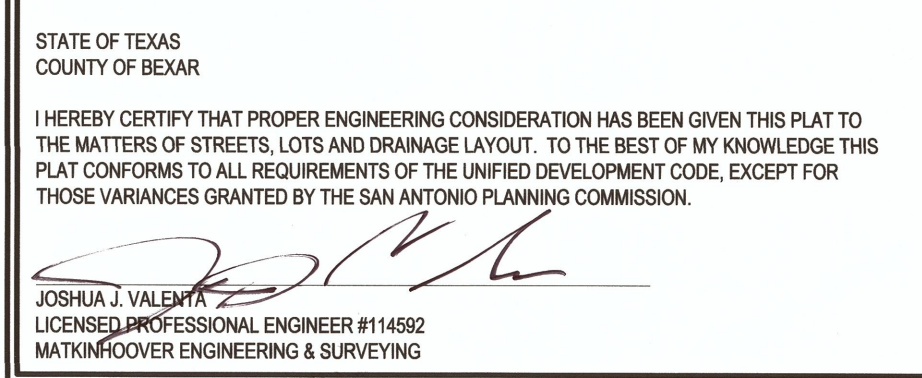 STATE OF TEXAS
COUNTY OF BEXAR
I HEREBY CERTIFY THAT PROPER ENGINEERING CONSIDERATION HAS BEEN GIVEN THIS PLAT TO
THE MATTERS OF STREETS, LOTS AND DRAINAGE LAYOUT. TO THE BEST OF MY KNOWLEDGE THIS
PLAT CONFORMS TO ALL REQUIREMENTS OF THE UNIFIED DEVELOPMENT CODE, EXCEPT FOR
THOSE VARIANCES GRANTED BY THE SAN ANTONIO PLANNING COMMISSION.
JOSHUA J. VALENTA
LICENSED PROFESSIONAL ENGINEER #114592
MATKINHOOVER ENGINEERING & SURVEYING